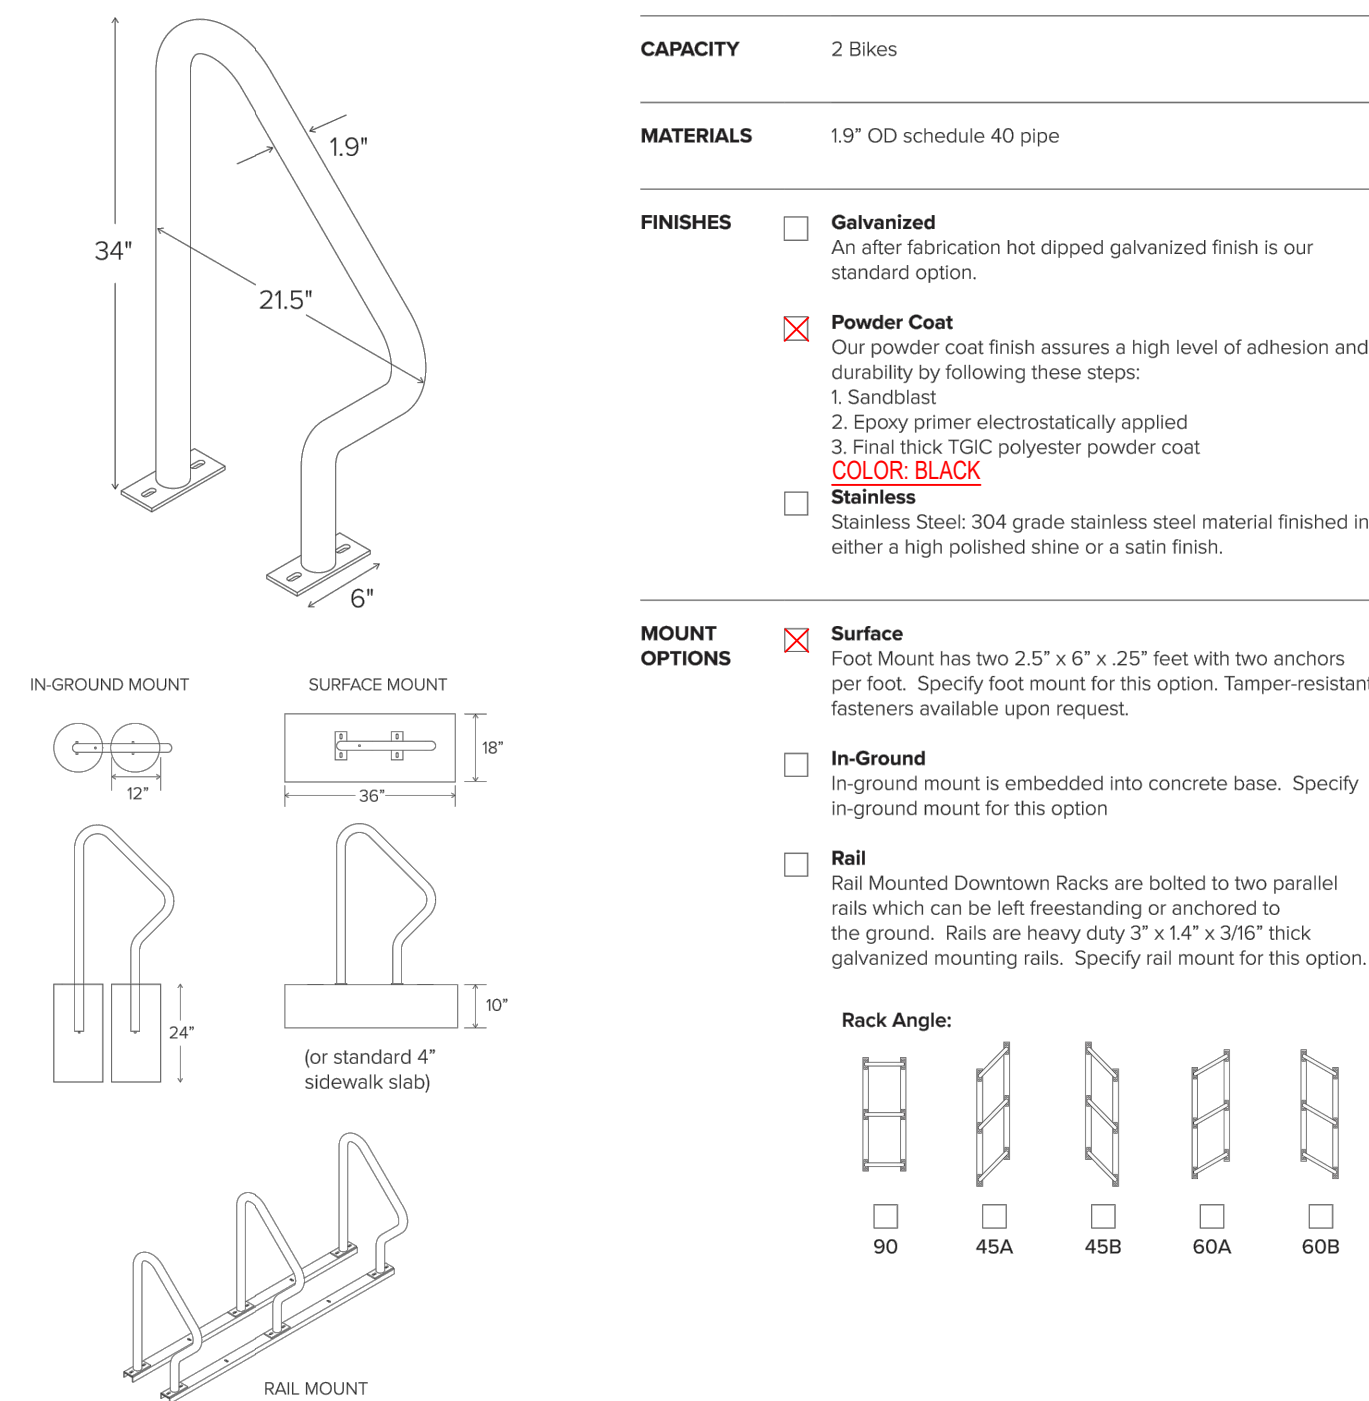 34"
1.9"
21.5"
6"
IN-GROUND MOUNT
12”
24”
SURFACE MOUNT
18”
36”
10”
(or standard 4”
sidewalk slab)
RAIL MOUNT
CAPACITY
2 Bikes
MATERIALS
1.9” OD schedule 40 pipe
FINISHES
Galvanized
An after fabrication hot dipped galvanized finish is our
standard option.
Powder Coat
Our powder coat finish assures a high level of adhesion and
durability by following these steps:
1. Sandblast
2. Epoxy primer electrostatically applied
3. Final thick TGIC polyester powder coat
COLOR: BLACK
Stainless
Stainless Steel: 304 grade stainless steel material finished in
either a high polished shine or a satin finish.
MOUNT
OPTIONS
Surface
Foot Mount has two 2.5” x 6” x .25” feet with two anchors
per foot.  Specify foot mount for this option. Tamper-resistant
fasteners available upon request.
In-Ground
In-ground mount is embedded into concrete base.  Specify
in-ground mount for this option
Rail
Rail Mounted Downtown Racks are bolted to two parallel
rails which can be left freestanding or anchored to
the ground.  Rails are heavy duty 3” x 1.4” x 3/16” thick
galvanized mounting rails.  Specify rail mount for this option.
Rack Angle:
90
45A
45B
60A
60B